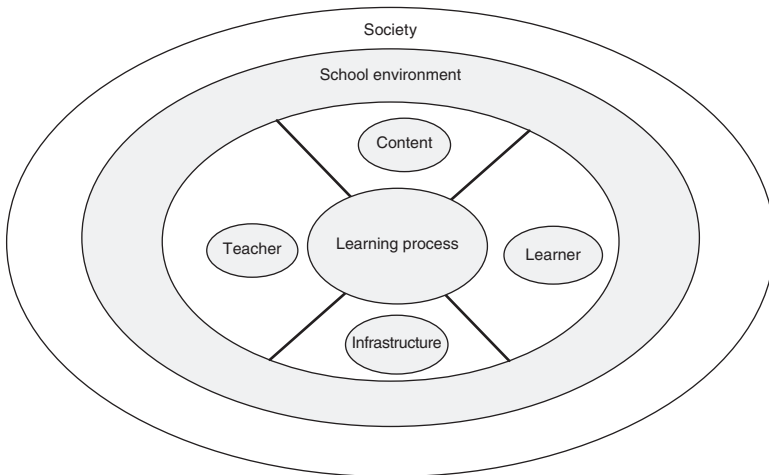 Society
School environment
Content
Teacher
Learning process
Learner
Infrastructure